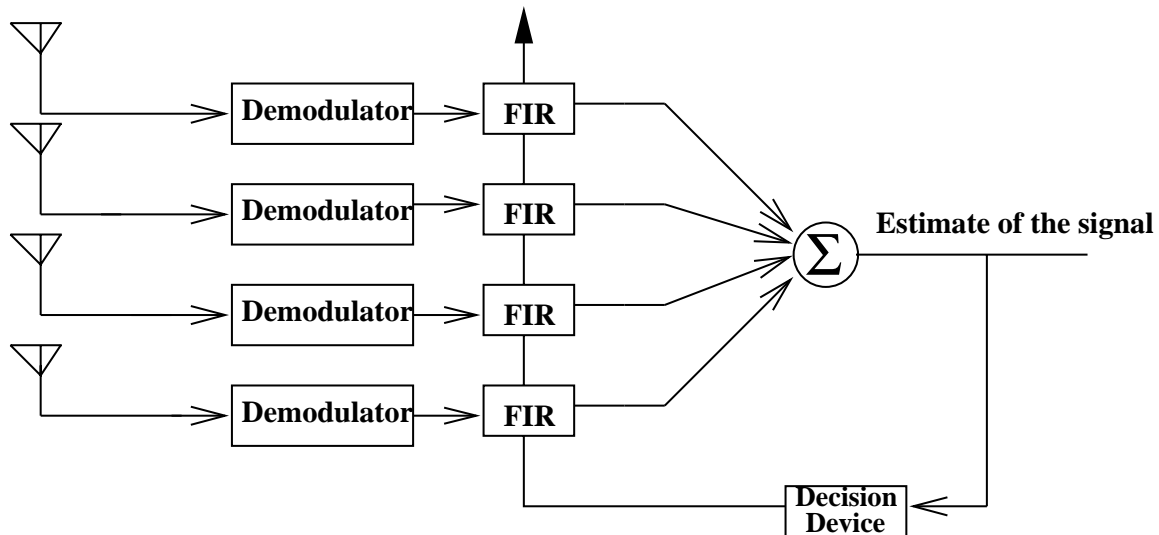 Demodulator
FIR
Demodulator
FIR
Estimate of the signal
Σ
Demodulator
FIR
Demodulator
FIR
Decision
Device